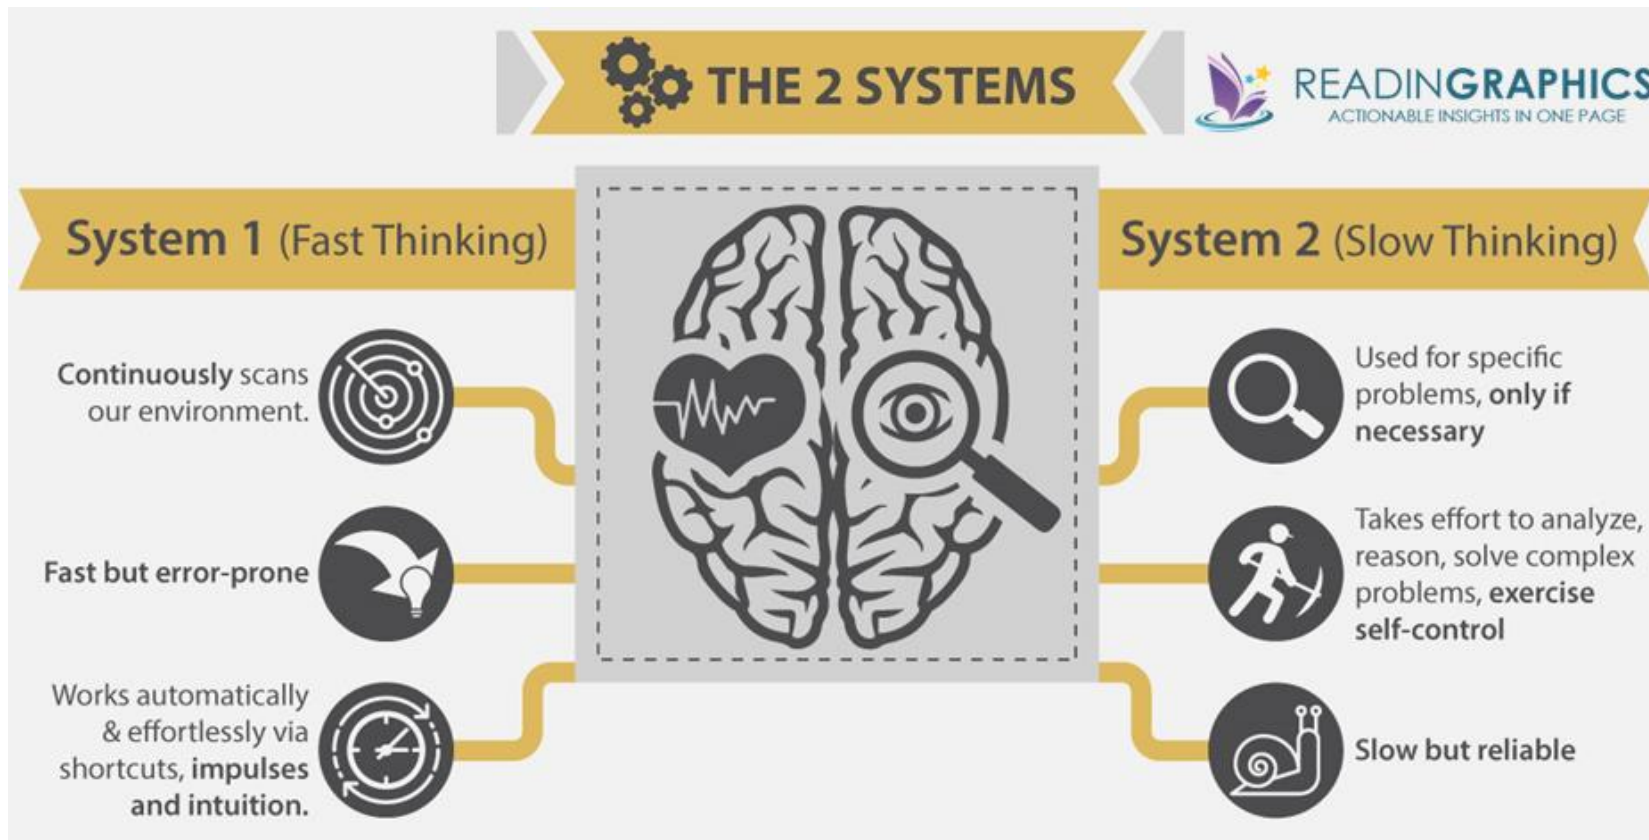 THE 2 SYSTEMS
READINGRAPHICS
ACTIONABLE INSIGHTS IN ONE PAGE
System 1 (Fast Thinking)
Continuously scans
our environment.
Fast but error-prone
Works automatically
& effortlessly via
shortcuts, impulses
and intuition.
System 2 (Slow Thinking)
Used for specific
problems, only if
necessary
Takes effort to analyze,
reason, solve complex
problems, exercise
self-control
Slow but reliable